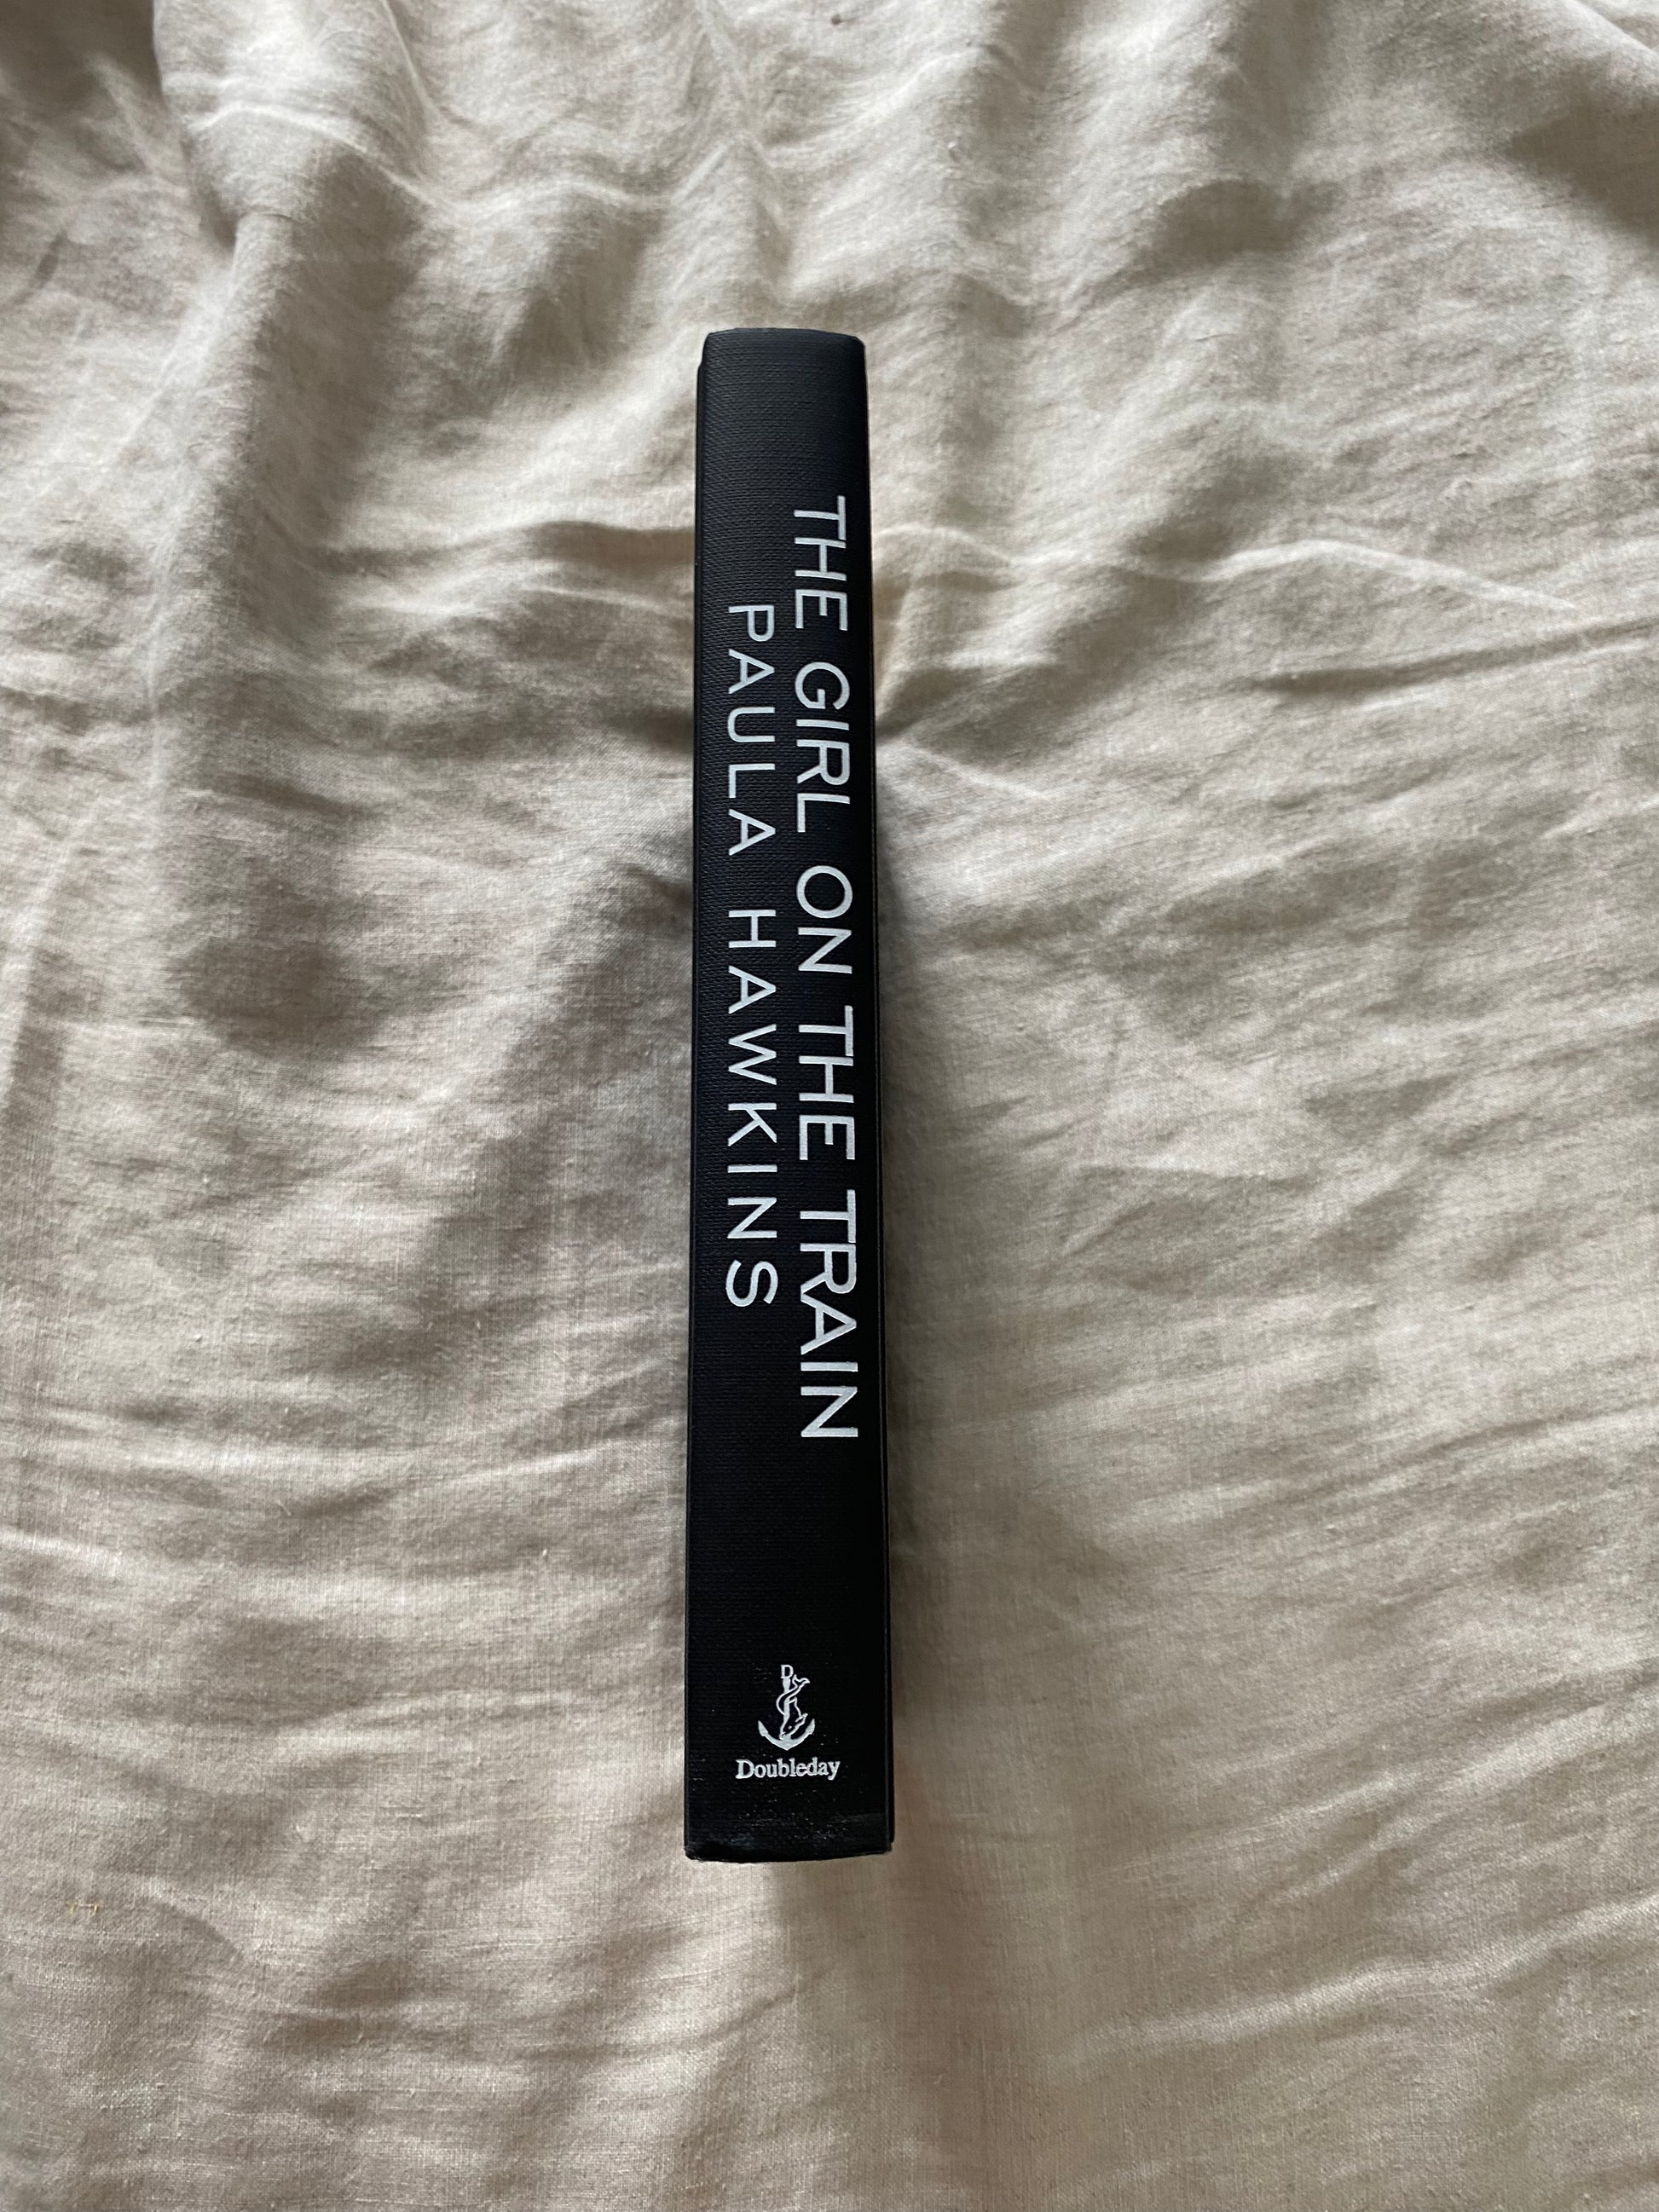 THE GIRL ON THE TRAIN
PAULA HAWKINS
D
Doubleday